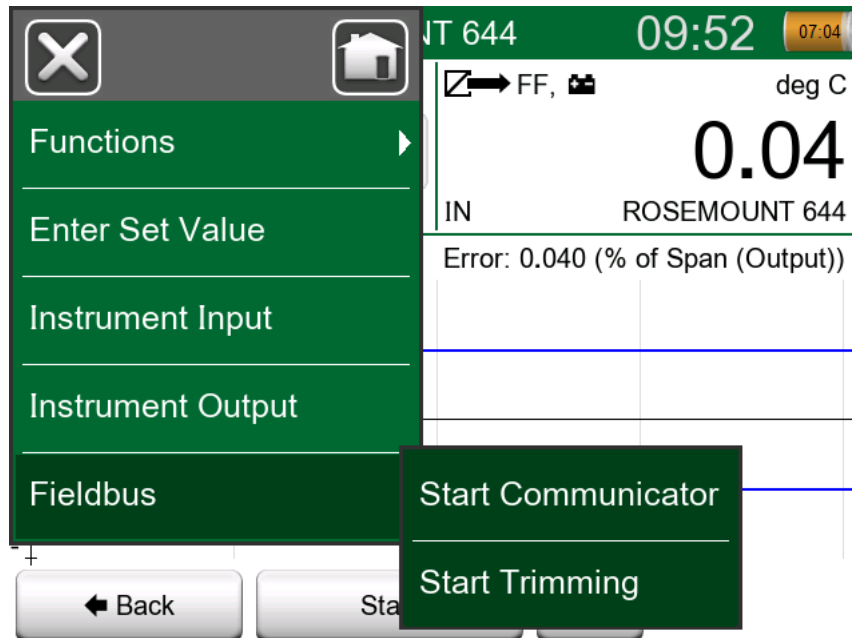 NT 644
09:52
07:04
FF,
deg C
0.04
IN
ROSEMOUNT 644
Error: 0.040 (% of Span (Output))
Functions
Enter Set Value
Instrument Input
Instrument Output
Fieldbus
Start Communicator
Start Trimming
Back
Sta